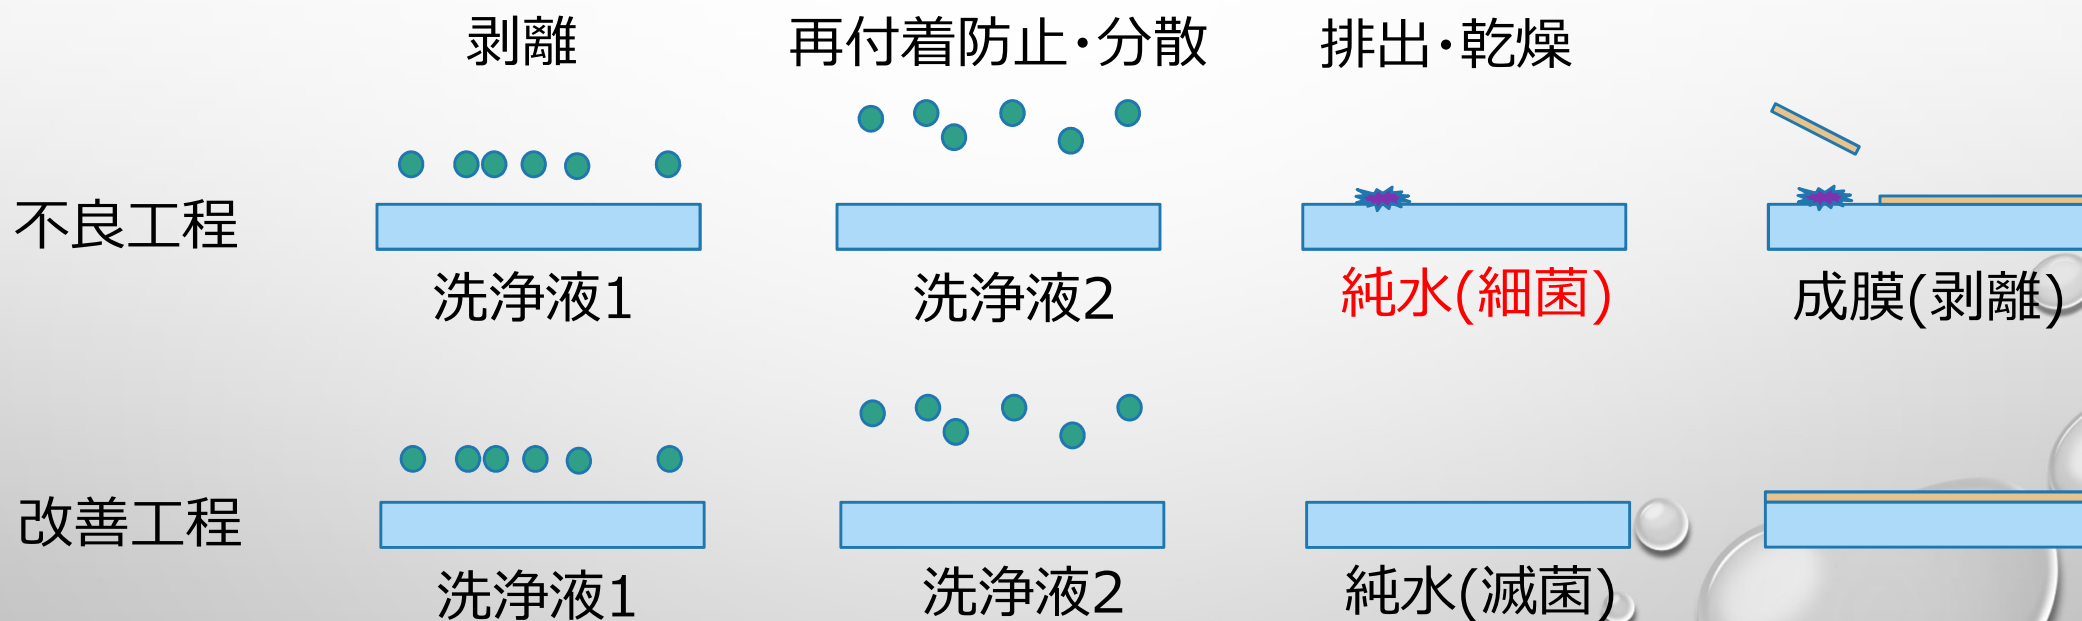 剥離
再付着防止・分散
排出・乾燥
不良工程
洗浄液1
洗浄液2
純水(細菌)
成膜(剥離)
改善工程
洗浄液1
洗浄液2
純水(滅菌)